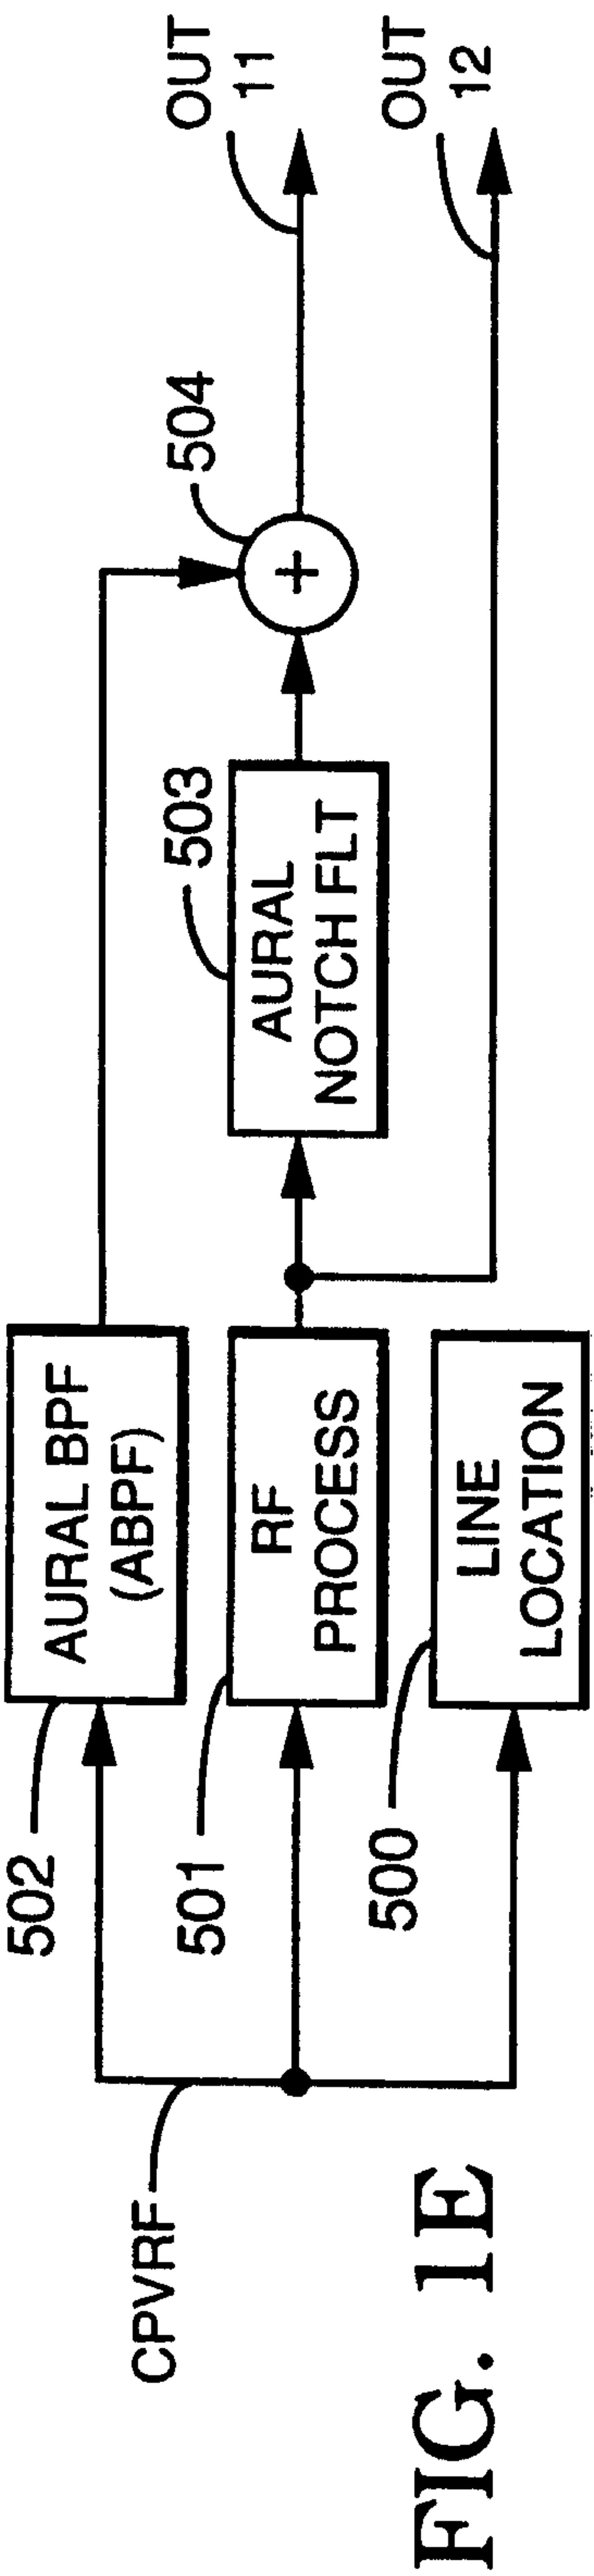 CPVRF
502
AURAL BPF
(ABPF)
501
RF
PROCESS
500
LINE
LOCATION
503
AURAL
NOTCH FLT
504
+
OUT
11
OUT
12
FIG. 1E